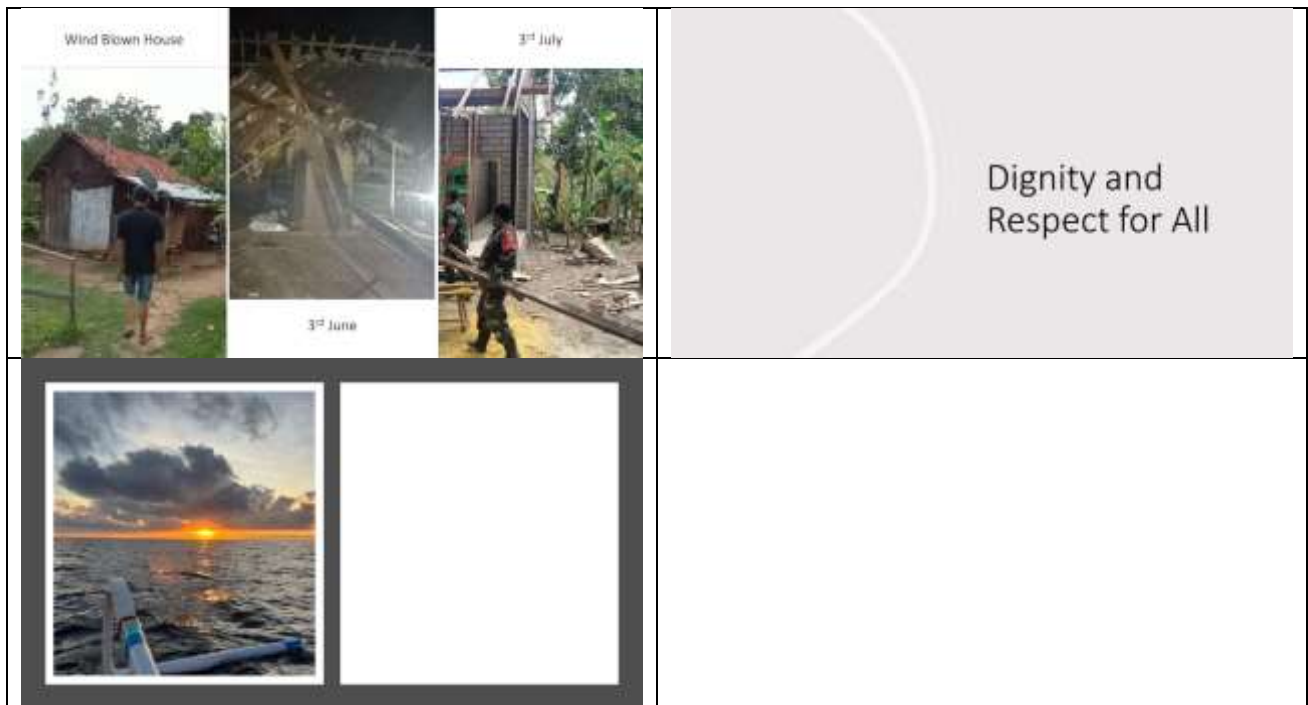 Wind Blown House
3rd July
3rd June
Dignity and
Respect for All